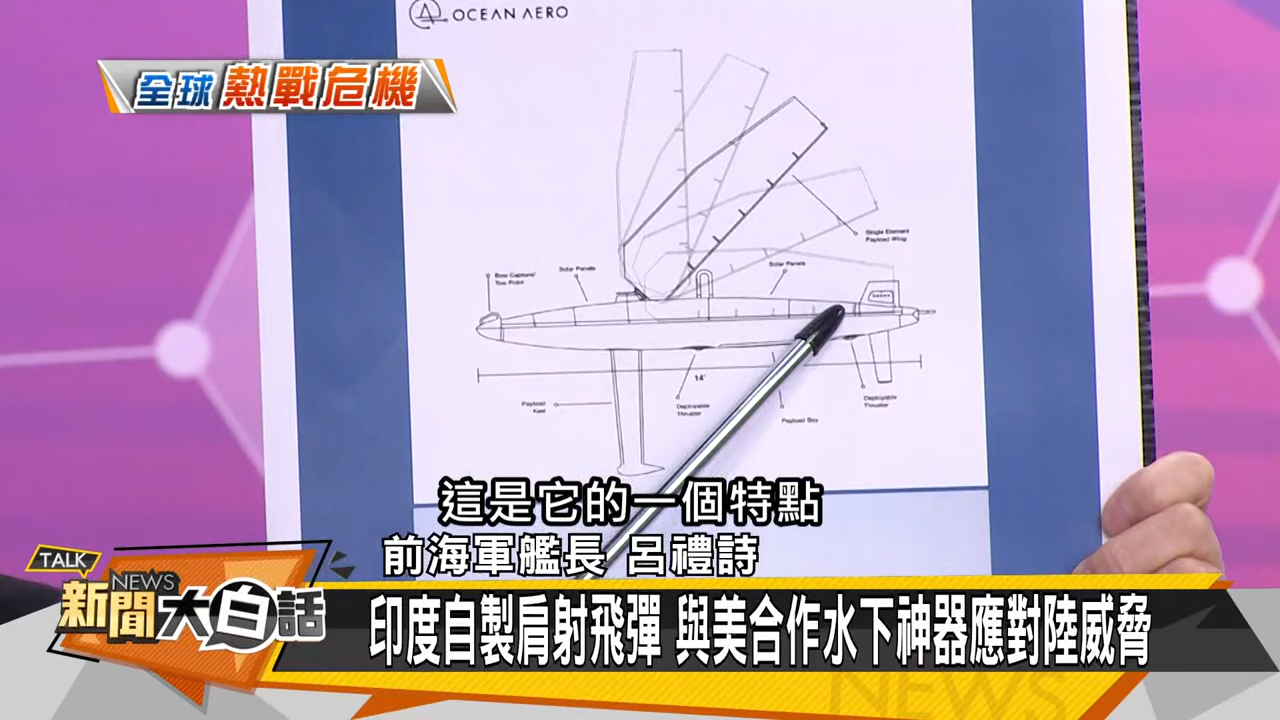 OCEAN AERO
全球 熱戰危機
Single Element
Payload Wing
Bow Capture/
Tow Point
Solar Panels
Solar Panels
14'
Payload
Keel
Deployable
Thruster
Payload Bay
Deployable
Thruster
這是它的一個特點
前海軍艦長 呂禮詩
TALK
NEWS
新聞大白話
印度自製肩射飛彈 與美合作水下神器應對陸威脅
NEWS